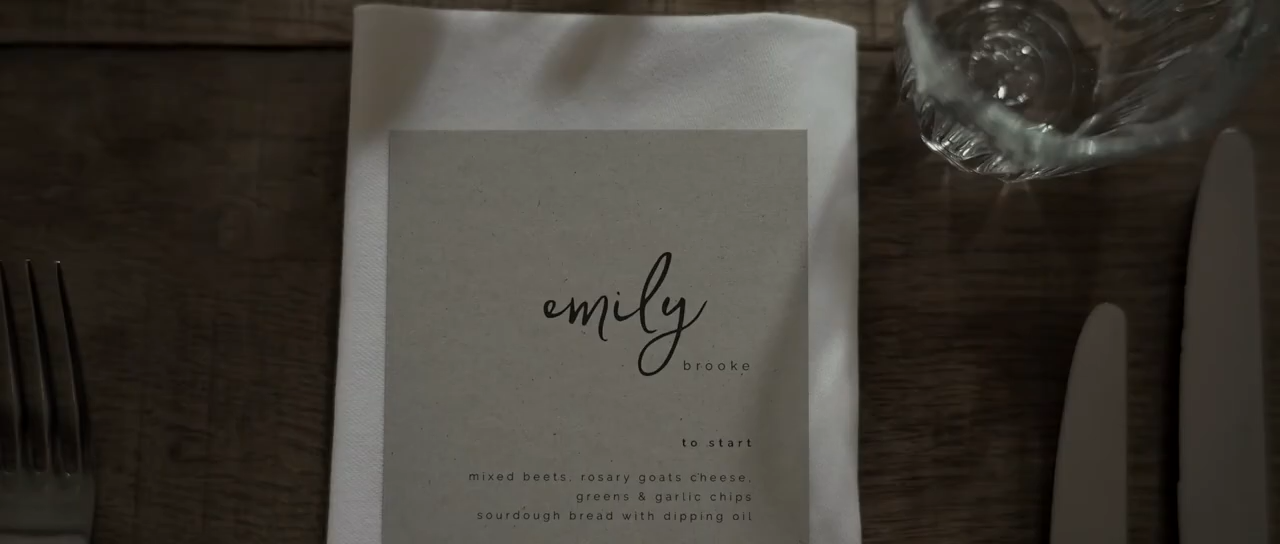 emily
brooke
to start
mixed beets, rosary goats cheese,
greens & garlic chips
sourdough bread with dipping oil